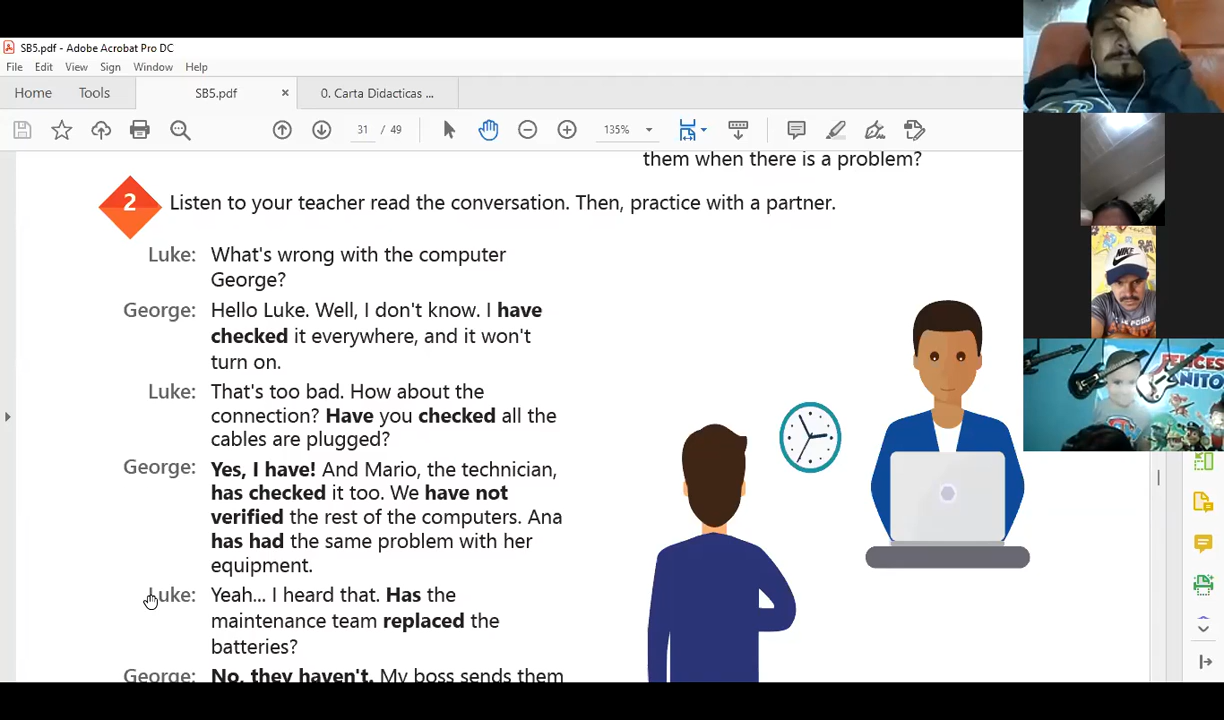 SB5.pdf - Adobe Acrobat Pro DC
File Edit View Sign Window Help
Home Tools SB5.pdf × 0. Carta Didacticas ...
31 / 49 135%
them when there is a problem?
2 Listen to your teacher read the conversation. Then, practice with a partner.
Luke: What's wrong with the computer
George?
George: Hello Luke. Well, I don't know. I have
checked it everywhere, and it won't
turn on.
Luke: That's too bad. How about the
connection? Have you checked all the
cables are plugged?
George: Yes, I have! And Mario, the technician,
has checked it too. We have not
verified the rest of the computers. Ana
has had the same problem with her
equipment.
Luke: Yeah... I heard that. Has the
maintenance team replaced the
batteries?
George: No, they haven't. My boss sends them
NIKE
FELICES